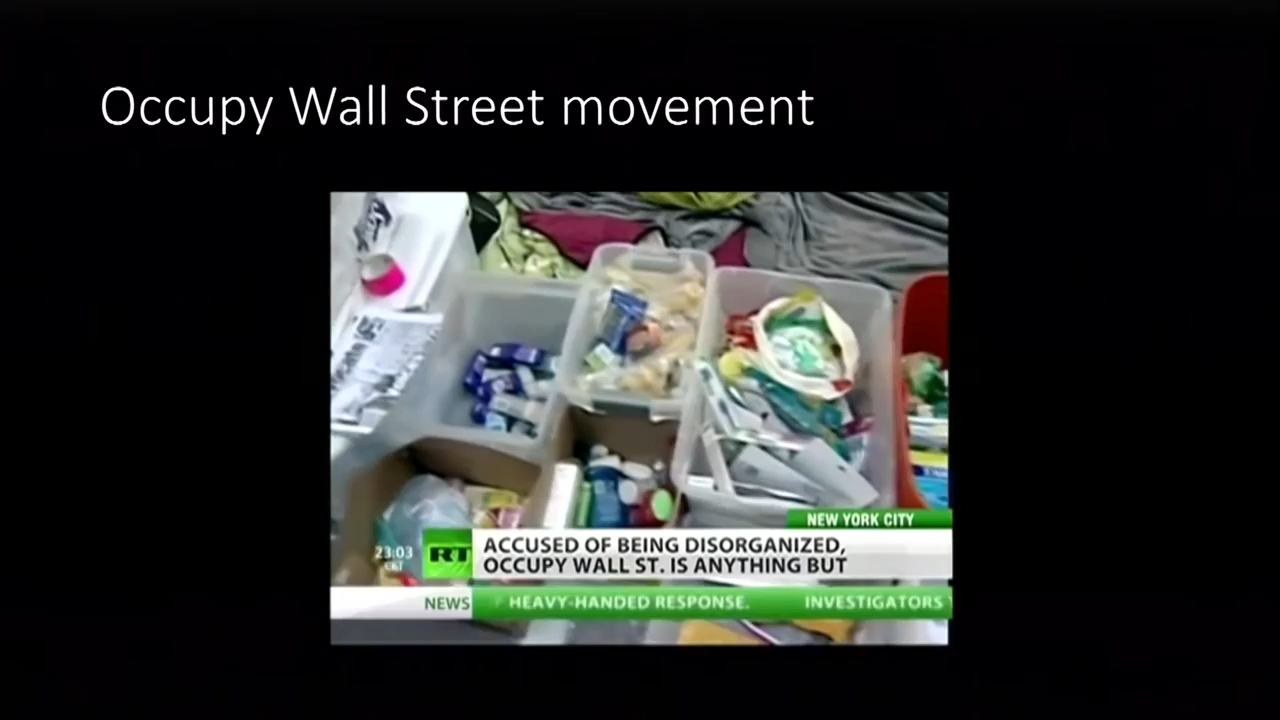 Occupy Wall Street movement
NEW YORK CITY
23:03
RT
ACCUSED OF BEING DISORGANIZED,
OCCUPY WALL ST. IS ANYTHING BUT
NEWS
HEAVY-HANDED RESPONSE. INVESTIGATORS